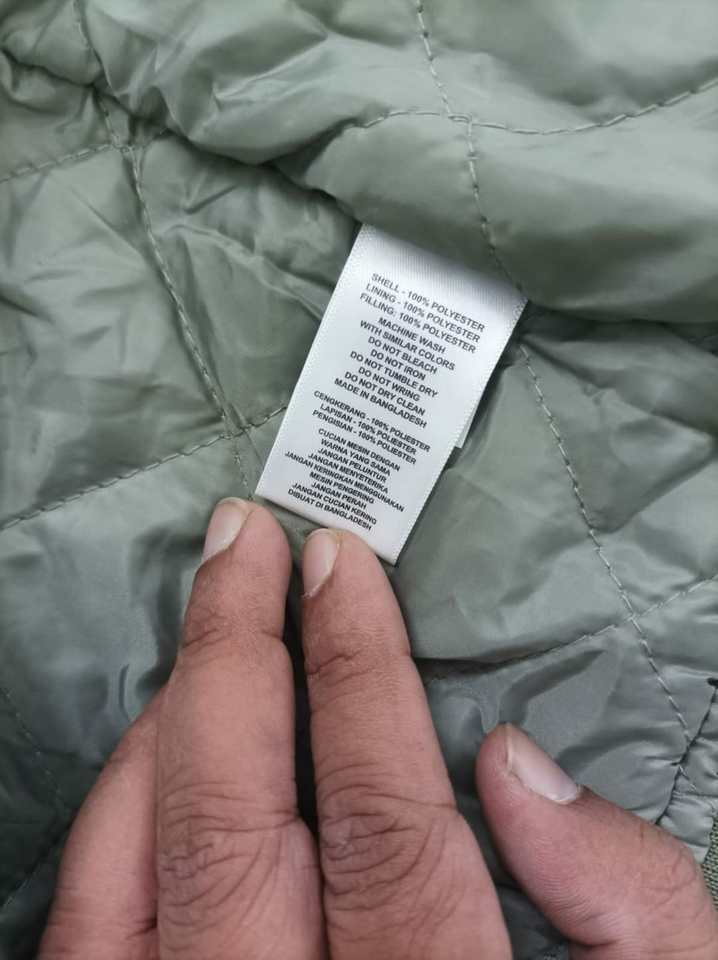 SHELL - 100% POLYESTER
LINING - 100% POLYESTER
FILLING: 100% POLYESTER
MACHINE WASH
WITH SIMILAR COLORS
DO NOT BLEACH
DO NOT IRON
DO NOT TUMBLE DRY
DO NOT WRING
DO NOT DRY CLEAN
MADE IN BANGLADESH
CENGKERANG - 100% POLIESTER
LAPISAN - 100% POLIESTER
PENGISIAN - 100% POLIESTER
CUCIAN MESIN DENGAN
WARNA YANG SAMA
JANGAN PELUNTUR
JANGAN MENYETERIKA
JANGAN KERINGKAN MENGGUNAKAN
MESIN PENGERING
JANGAN PERAH
JANGAN CUCIAN KERING
DIBUAT DI BANGLADESH